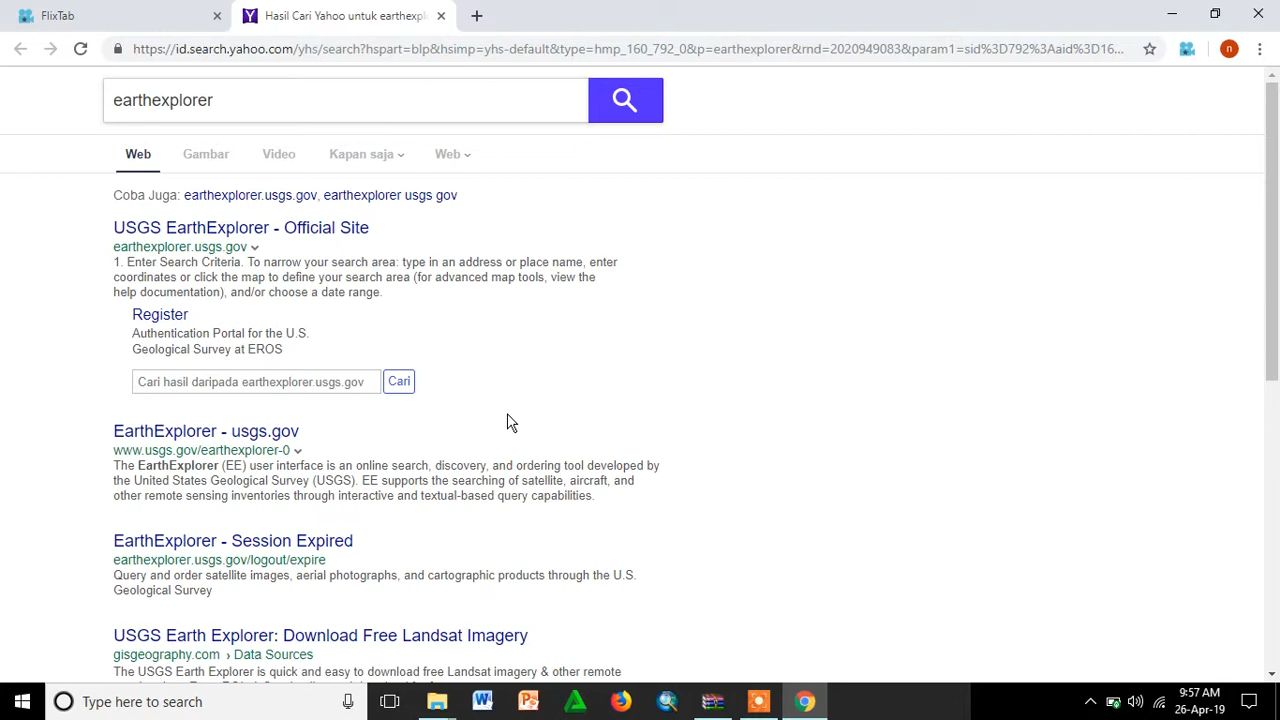 FlixTab
Hasil Cari Yahoo untuk earthexpl
https://id.search.yahoo.com/yhs/search?hspart=blp&hsimp=yhs-default&type=hmp_160_792_0&p=earthexplorer&rnd=2020949083&param1=sid%3D792%3Aaid%3D16...
n
earthexplorer
Web Gambar Video Kapan saja Web
Coba Juga: earthexplorer.usgs.gov, earthexplorer usgs gov
USGS EarthExplorer - Official Site
earthexplorer.usgs.gov
1. Enter Search Criteria. To narrow your search area: type in an address or place name, enter
coordinates or click the map to define your search area (for advanced map tools, view the
help documentation), and/or choose a date range.
Register
Authentication Portal for the U.S.
Geological Survey at EROS
Cari hasil daripada earthexplorer.usgs.gov Cari
EarthExplorer - usgs.gov
www.usgs.gov/earthexplorer-0
The EarthExplorer (EE) user interface is an online search, discovery, and ordering tool developed by
the United States Geological Survey (USGS). EE supports the searching of satellite, aircraft, and
other remote sensing inventories through interactive and textual-based query capabilities.
EarthExplorer - Session Expired
earthexplorer.usgs.gov/logout/expire
Query and order satellite images, aerial photographs, and cartographic products through the U.S.
Geological Survey
USGS Earth Explorer: Download Free Landsat Imagery
gisgeography.com › Data Sources
The USGS Earth Explorer is quick and easy to download free Landsat imagery & other remote
Type here to search
9:57 AM
26-Apr-19